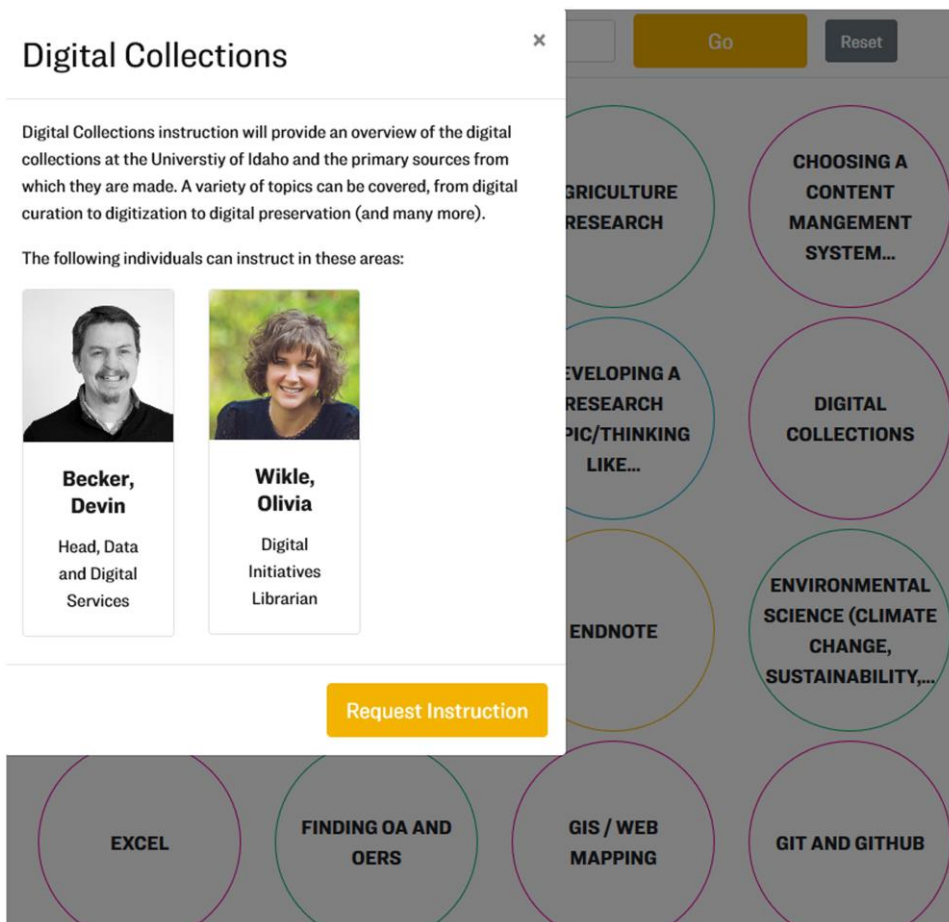 Digital Collections
×
Go
Reset
Digital Collections instruction will provide an overview of the digital
collections at the Universtiy of Idaho and the primary sources from
which they are made. A variety of topics can be covered, from digital
curation to digitization to digital preservation (and many more).
The following individuals can instruct in these areas:
Becker,
Devin
Head, Data
and Digital
Services
Wikle,
Olivia
Digital
Initiatives
Librarian
Request Instruction
GRICULTURE
RESEARCH
CHOOSING A
CONTENT
MANGEMENT
SYSTEM...
EVELOPING A
RESEARCH
PIC/THINKING
LIKE...
DIGITAL
COLLECTIONS
ENDNOTE
ENVIRONMENTAL
SCIENCE (CLIMATE
CHANGE,
SUSTAINABILITY,...
EXCEL
FINDING OA AND
OERS
GIS / WEB
MAPPING
GIT AND GITHUB